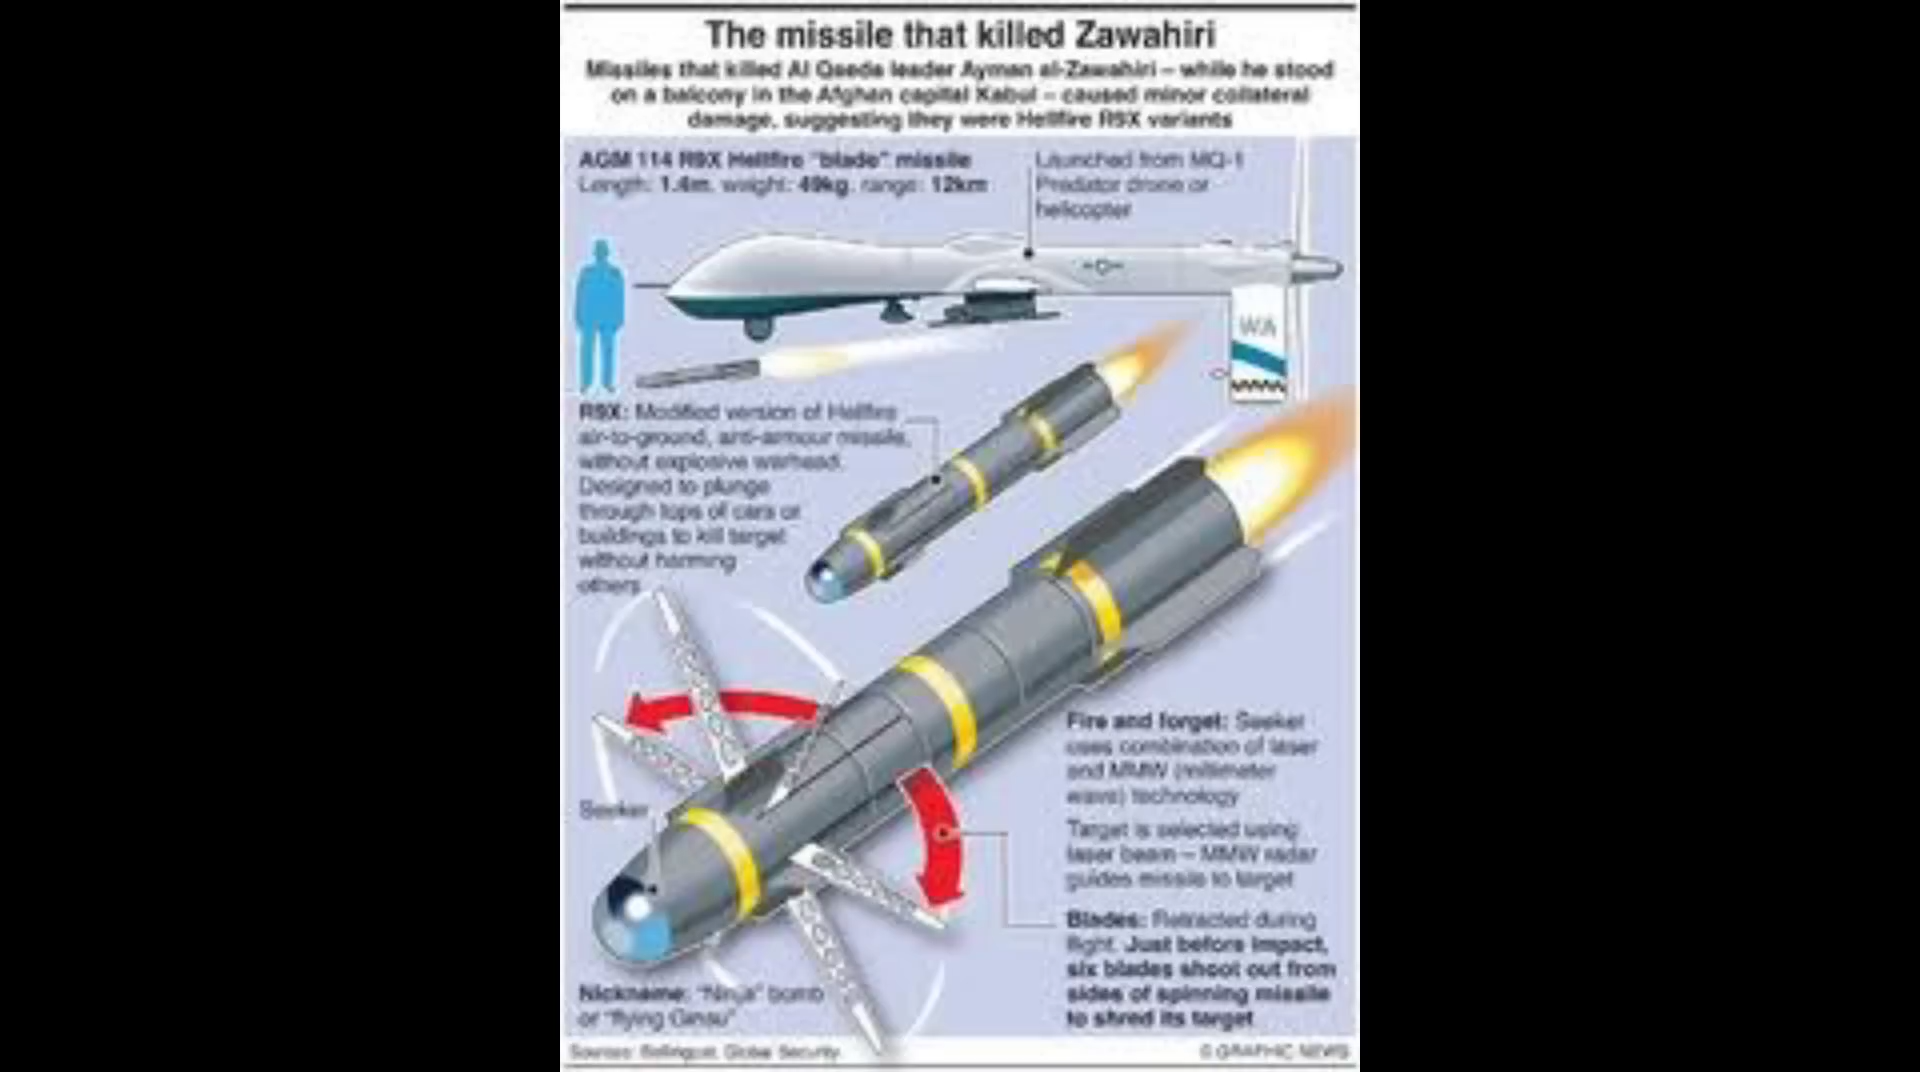 The missile that killed Zawahiri
Missiles that killed Al Qaeda leader Ayman al-Zawahiri – while he stood
on a balcony in the Afghan capital Kabul – caused minor collateral
damage, suggesting they were Hellfire R9X variants
AGM 114 R9X Hellfire "blade" missile
Length: 1.4m, weight: 49kg, range: 12km
Launched from MQ-1
Predator drone or
helicopter
WA
R9X: Modified version of Hellfire
air-to-ground, anti-armour missile,
without explosive warhead.
Designed to plunge
through tops of cars or
buildings to kill target
without harming
others
Fire and forget: Seeker
uses combination of laser
and MMW (millimeter
wave) technology
Target is selected using
laser beam – MMW radar
guides missile to target
Seeker
Blades: Retracted during
flight. Just before impact,
six blades shoot out from
sides of spinning missile
to shred its target
Nickname: "Ninja" bomb
or "flying Ginsu"
Sources: Bellingcat, Global Security
© GRAPHIC NEWS